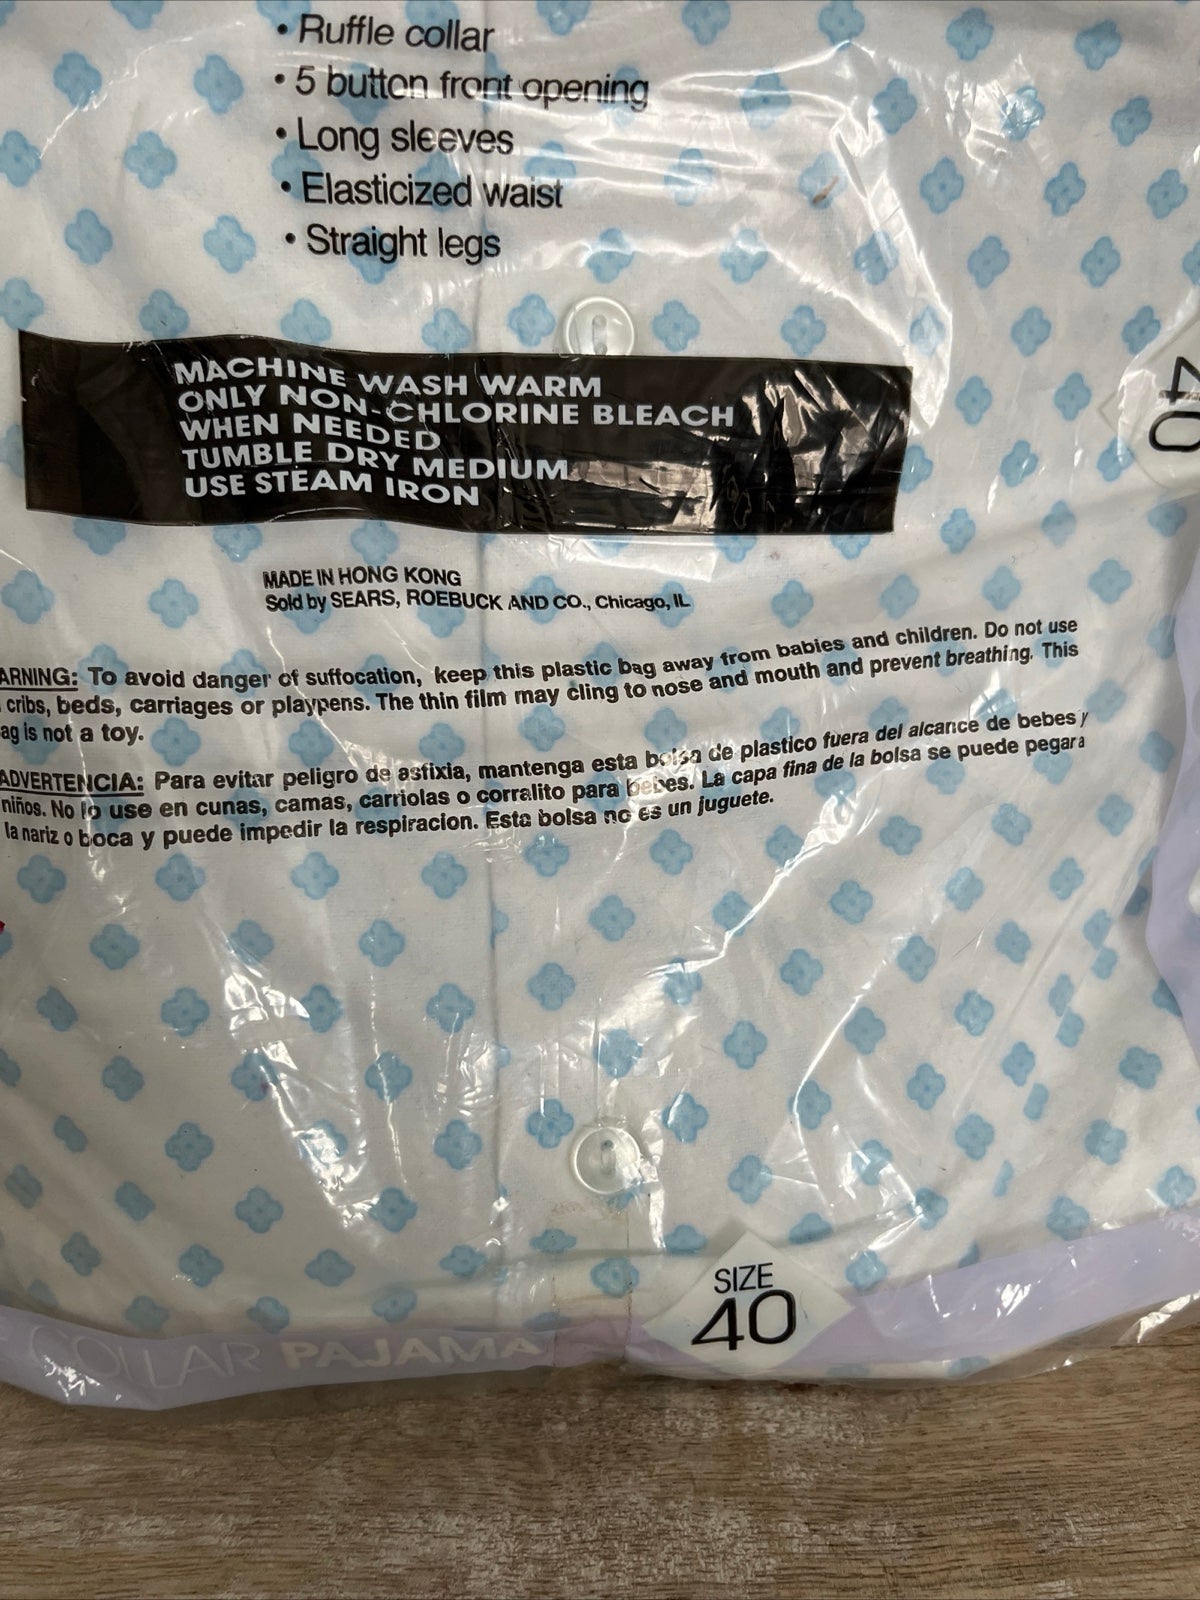 • Ruffle collar
• 5 button front opening
• Long sleeves
• Elasticized waist
• Straight legs
40
MACHINE WASH WARM
ONLY NON-CHLORINE BLEACH
WHEN NEEDED
TUMBLE DRY MEDIUM
USE STEAM IRON
MADE IN HONG KONG
Sold by SEARS, ROEBUCK AND CO., Chicago, IL
ARNING: To avoid danger of suffocation, keep this plastic bag away from babies and children. Do not use
cribs, beds, carriages or playpens. The thin film may cling to nose and mouth and prevent breathing. This
ag is not a toy.
ADVERTENCIA: Para evitar peligro de asfixia, mantenga esta bolsa de plastico fuera del alcance de bebes y
niños. No lo use en cunas, camas, carriolas o corralito para bebes. La capa fina de la bolsa se puede pegar a
la nariz o boca y puede impedir la respiracion. Esta bolsa no es un juguete.
SIZE
40
COLLAR PAJAMA